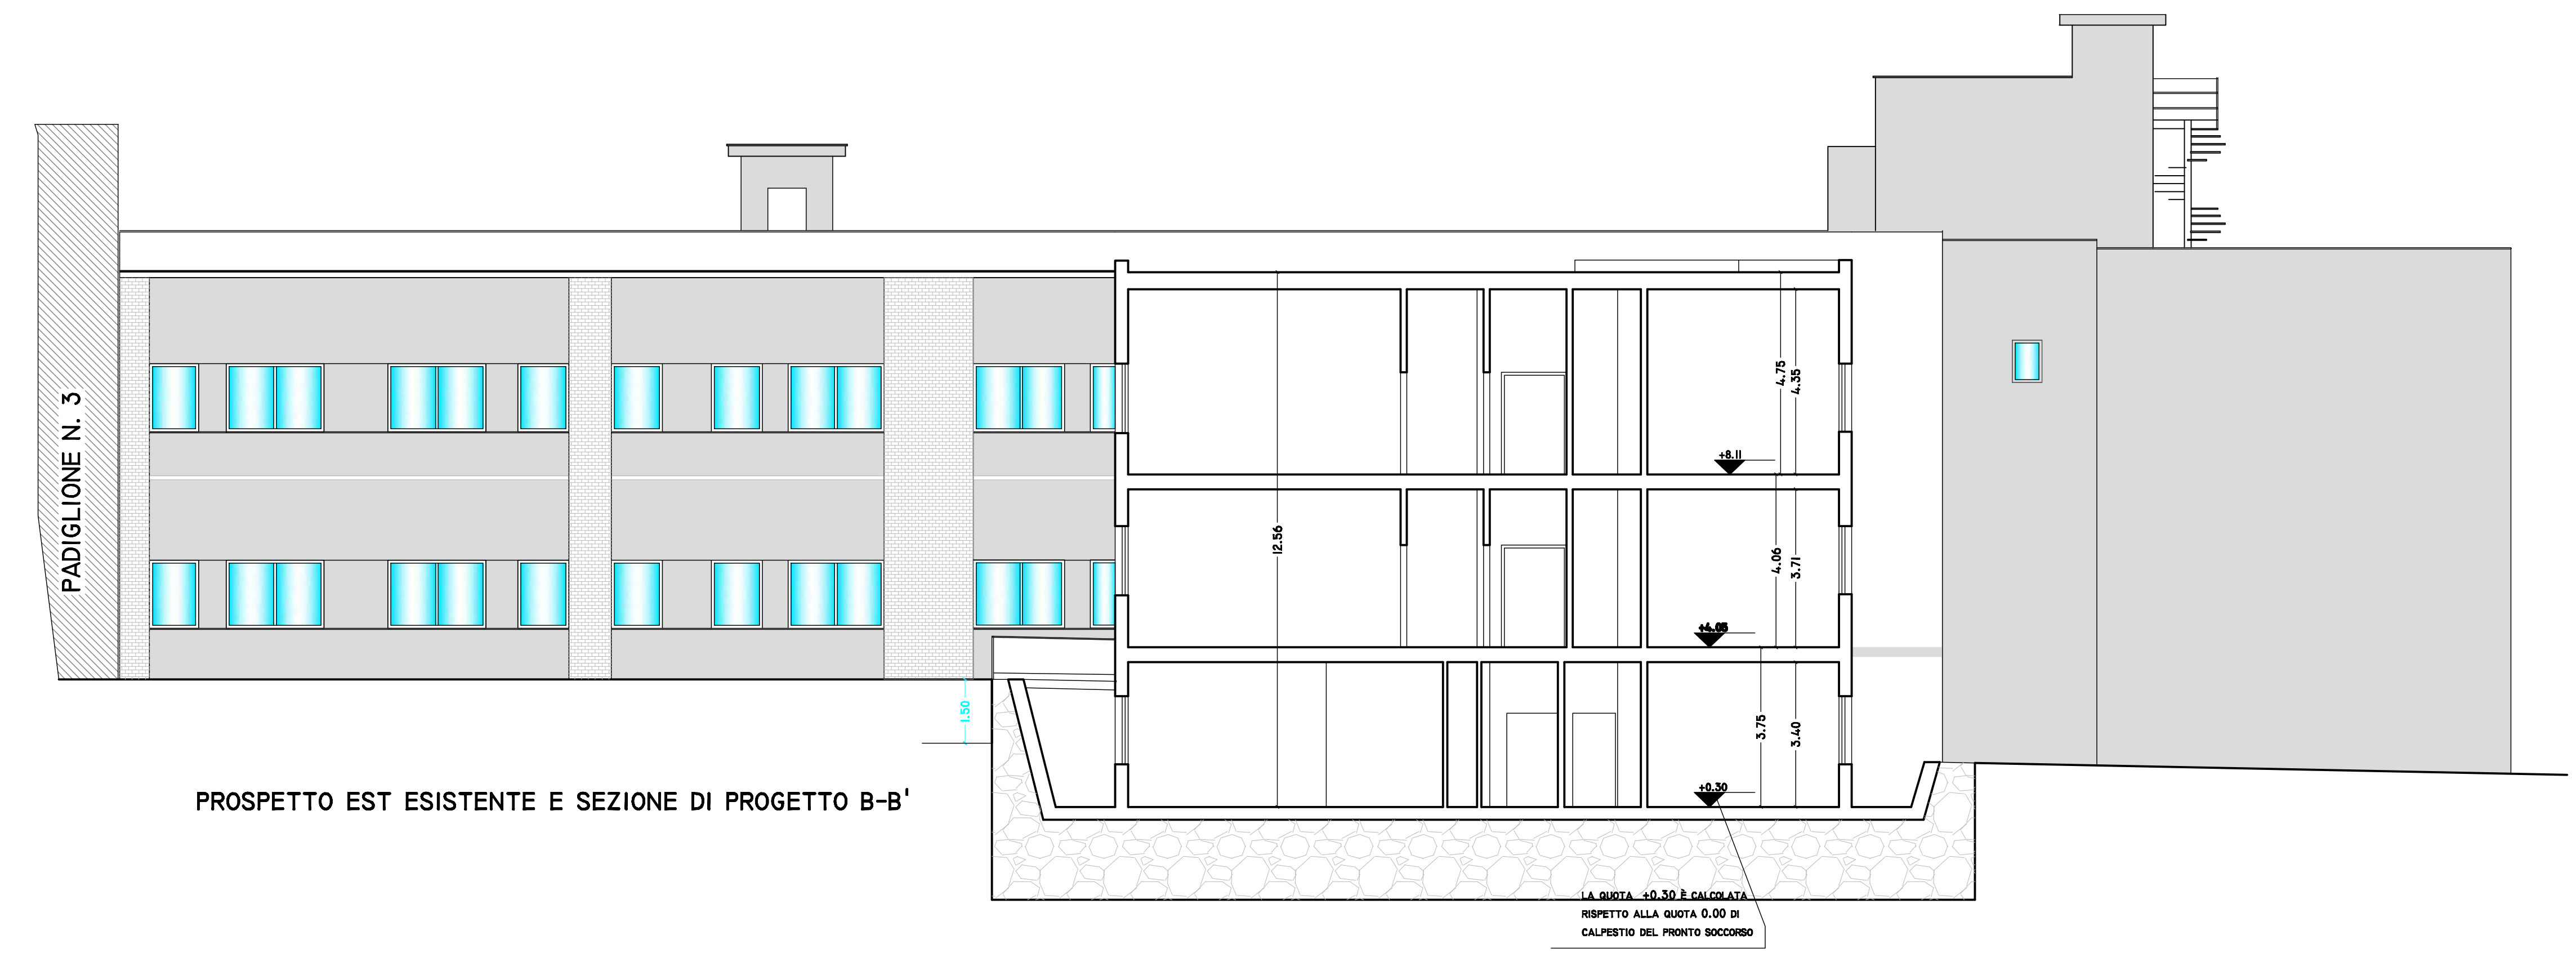 PADIGLIONE N. 3
4.75
4.35
+8.11
12.56
4.06
3.71
+4.05
1.50
3.75
3.40
+0.30
PROSPETTO EST ESISTENTE E SEZIONE DI PROGETTO B-B'
LA QUOTA +0.30 È CALCOLATA
RISPETTO ALLA QUOTA 0.00 DI
CALPESTIO DEL PRONTO SOCCORSO